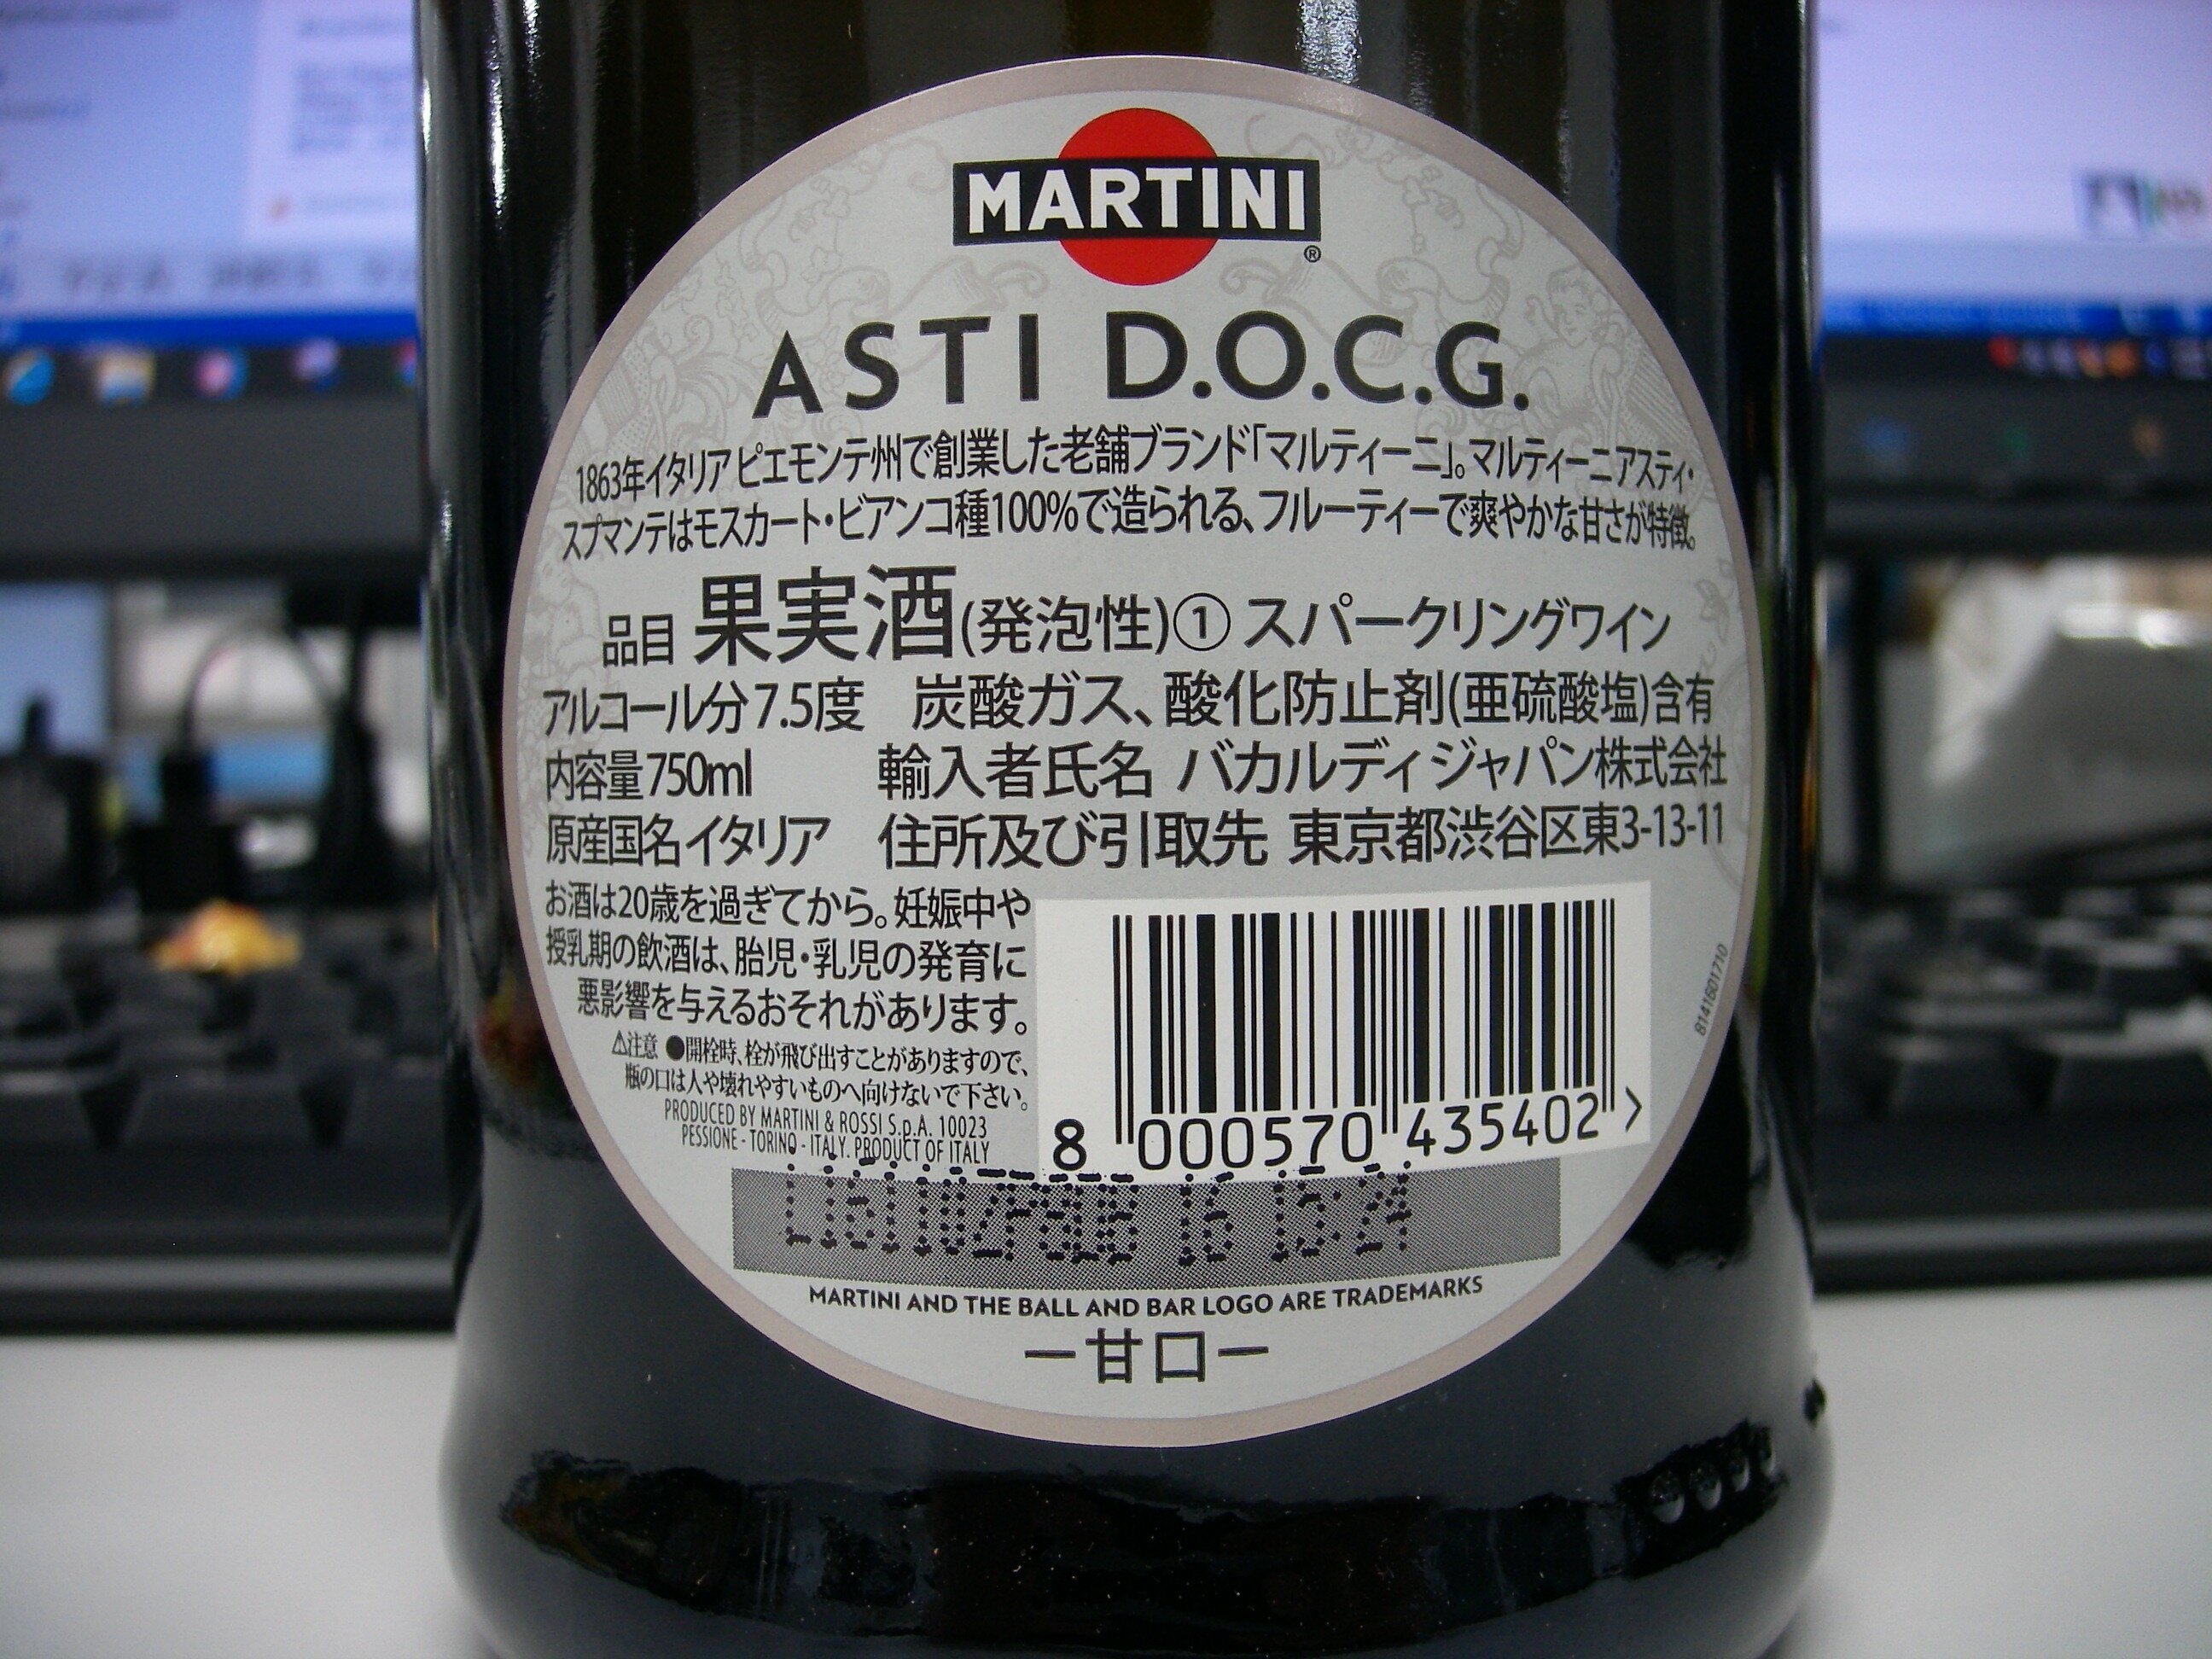 MARTINI
®
ASTI D.O.C.G.
1863年イタリアピエモンテ州で創業した老舗ブランド「マルティーニ」。マルティーニアスティ・
スプマンテはモスカート・ビアンコ種100%で造られる、フルーティーで爽やかな甘さが特徴。
品目 果実酒(発泡性)① スパークリングワイン
アルコール分7.5度 炭酸ガス、酸化防止剤(亜硫酸塩)含有
内容量750ml 輸入者氏名 バカルディジャパン株式会社
原産国名イタリア 住所及び引取先 東京都渋谷区東3-13-11
お酒は20歳を過ぎてから。妊娠中や
授乳期の飲酒は、胎児・乳児の発育に
悪影響を与えるおそれがあります。
⚠注意 ●開栓時、栓が飛び出すことがありますので、
瓶の口は人や壊れやすいものへ向けないで下さい。
PRODUCED BY MARTINI & ROSSI S.p.A. 10023
PESSIONE - TORINO - ITALY. PRODUCT OF ITALY
8 000570 435402 >
8141601710
16 15:24
MARTINI AND THE BALL AND BAR LOGO ARE TRADEMARKS
ー甘口ー